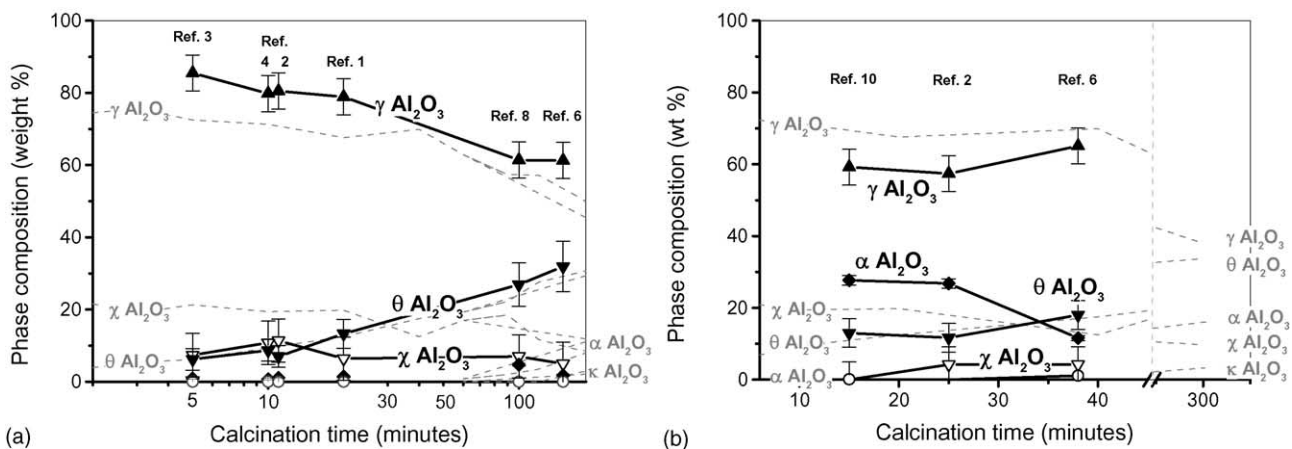 100
80
60
40
20
0
Phase composition (weight %)
Ref. 3
Ref.
4 2
Ref. 1
Ref. 8
Ref. 6
γ Al₂O₃
γ Al₂O₃
χ Al₂O₃
θ Al₂O₃
θ Al₂O₃
χ Al₂O₃
α Al₂O₃
κ Al₂O₃
5 10 30 50 100
Calcination time (minutes)
(a)
100
80
60
40
20
0
Phase composition (wt %)
Ref. 10
Ref. 2
Ref. 6
γ Al₂O₃
γ Al₂O₃
α Al₂O₃
θ Al₂O₃
χ Al₂O₃
θ Al₂O₃
α Al₂O₃
χ Al₂O₃
γ Al₂O₃
θ Al₂O₃
α Al₂O₃
χ Al₂O₃
κ Al₂O₃
10 20 30 40 300
Calcination time (minutes)
(b)